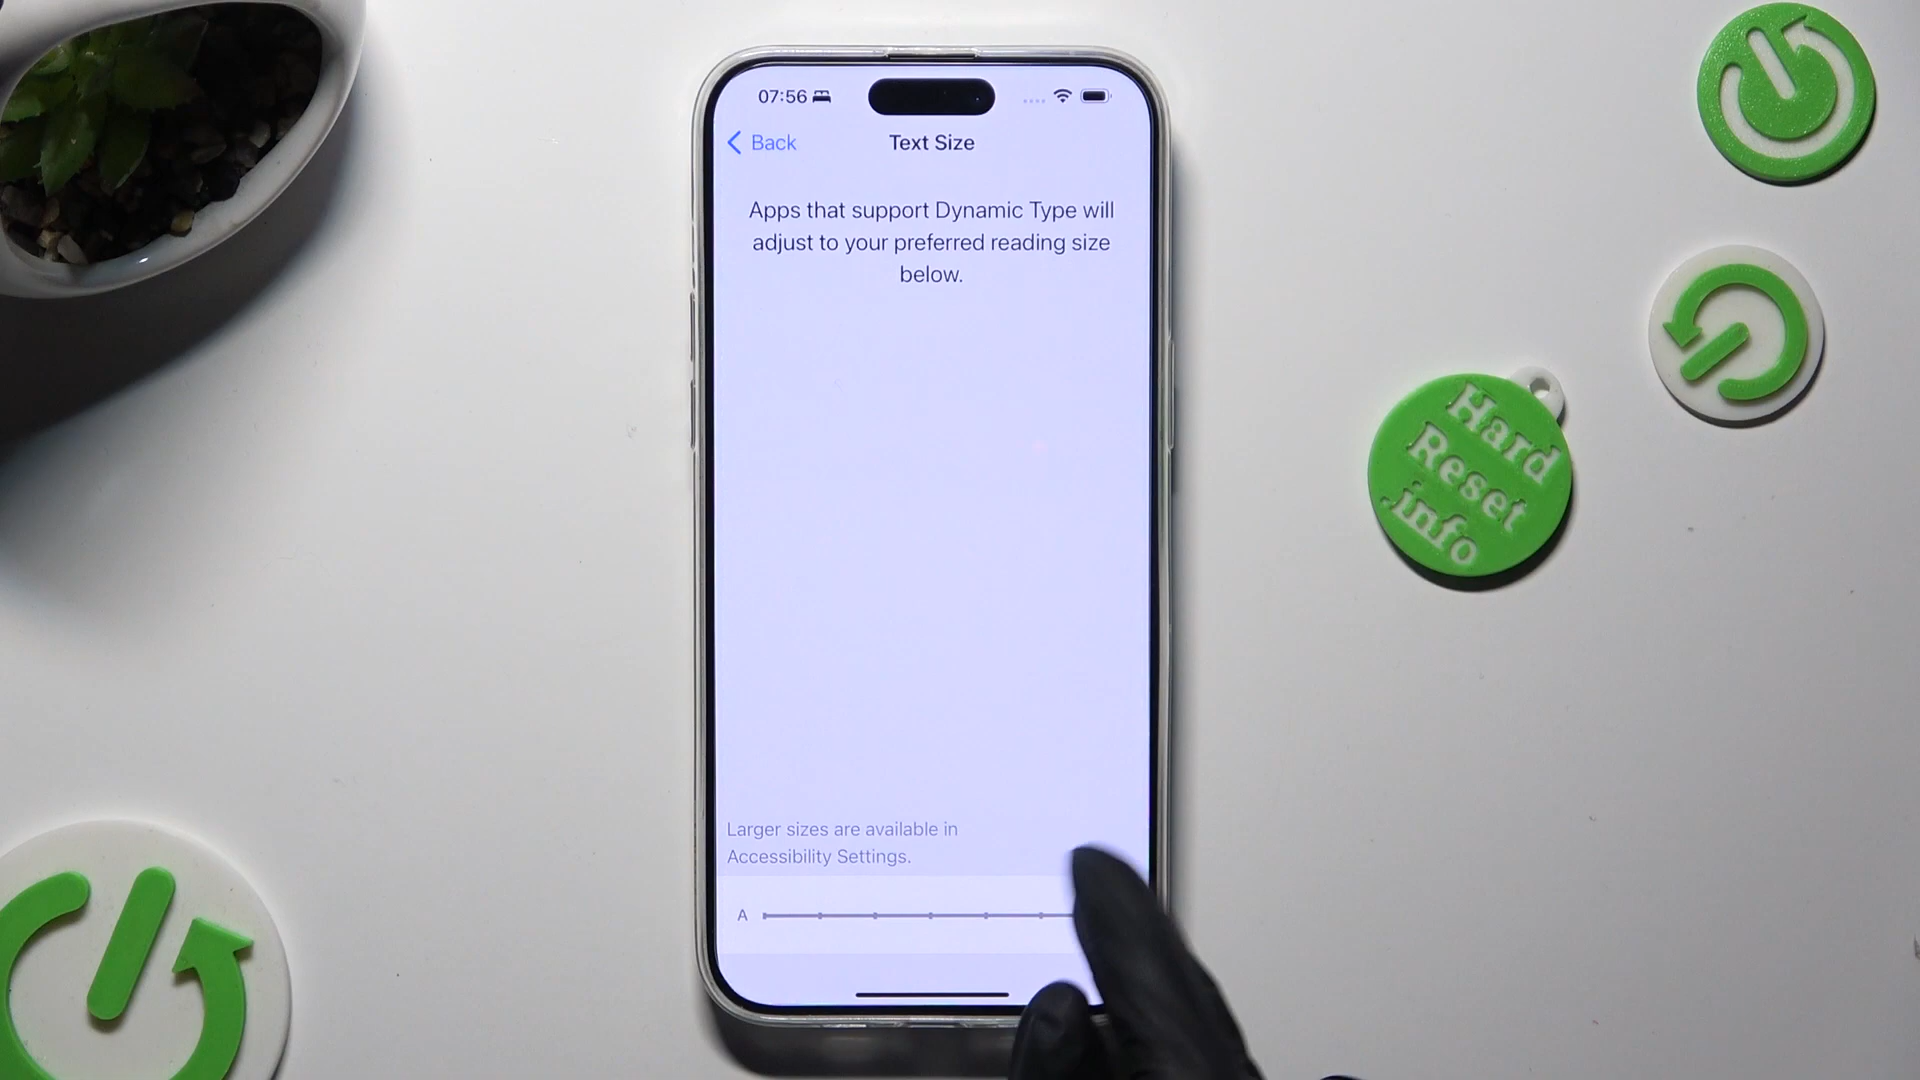 07:56
Back
Text Size
Apps that support Dynamic Type will
adjust to your preferred reading size
below.
Larger sizes are available in
Accessibility Settings.
A
Hard
Reset
.info